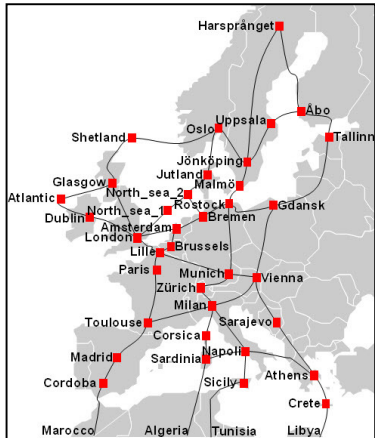 Harsprånget
Uppsala
Åbo
Oslo
Tallinn
Shetland
Jönköping
Glasgow
Jutland
North_sea_2
Malmö
Atlantic
North_sea_1
Rostock
Gdansk
Dublin
Amsterdam
Bremen
London
Brussels
Lille
Paris
Munich
Vienna
Zürich
Milan
Toulouse
Sarajevo
Corsica
Madrid
Sardinia
Napoli
Cordoba
Sicily
Athens
Crete
Marocco
Algeria
Tunisia
Libya